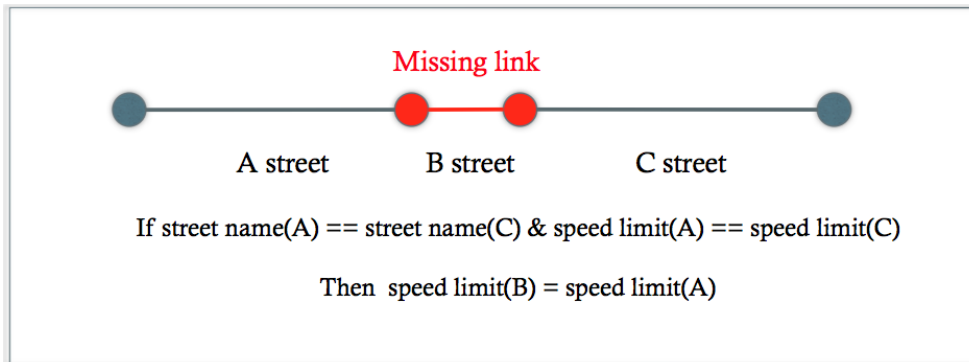 Missing link
A street B street C street
If street name(A) == street name(C) & speed limit(A) == speed limit(C)
Then speed limit(B) = speed limit(A)